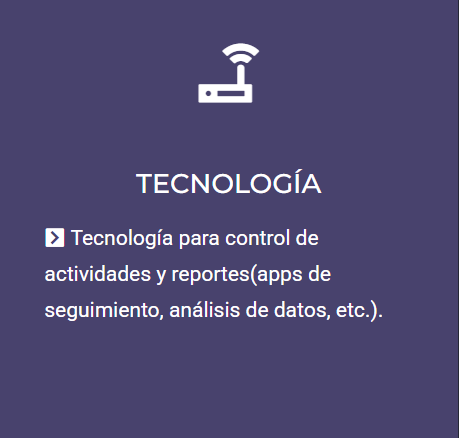 TECNOLOGÍA
Tecnología para control de
actividades y reportes(apps de
seguimiento, análisis de datos, etc.).